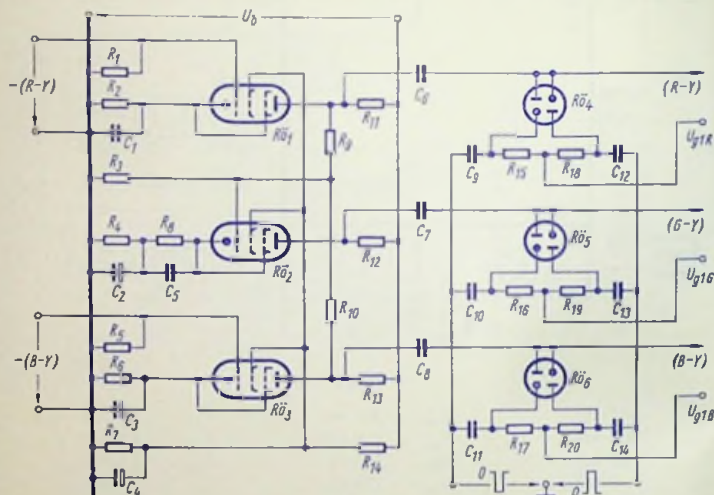 U_b
-(R-Y)
R_1
R_2
C_1
Rö_1
R_9
R_11
C_6
Rö_4
(R-Y)
U_g1R
C_9
R_15
R_18
C_12
R_3
R_4
R_8
C_2
C_5
Rö_2
R_12
C_7
Rö_5
(G-Y)
U_g1G
C_10
R_16
R_19
C_13
R_10
-(B-Y)
R_5
R_6
C_3
Rö_3
R_13
C_8
Rö_6
(B-Y)
U_g1B
C_11
R_17
R_20
C_14
R_7
C_4
R_14
0
0